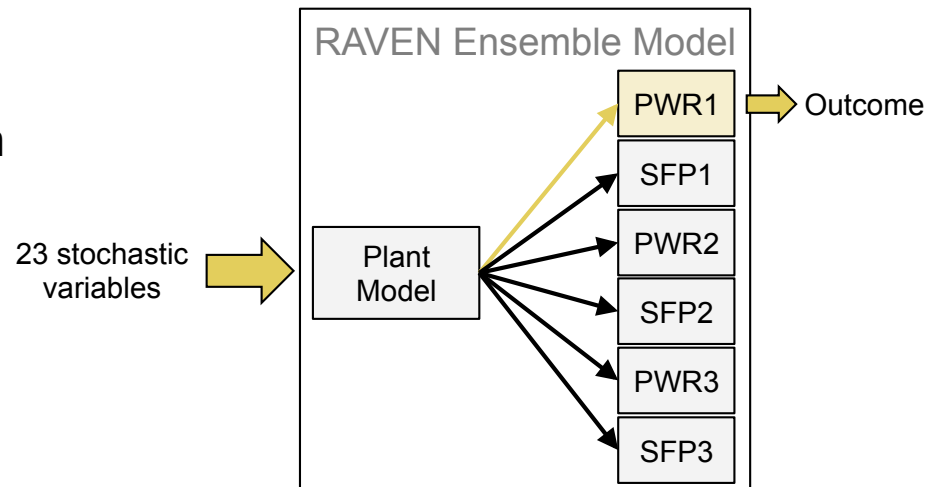 RAVEN Ensemble Model
PWR1
Outcome
n
SFP1
23 stochastic
variables
Plant
Model
PWR2
SFP2
PWR3
SFP3